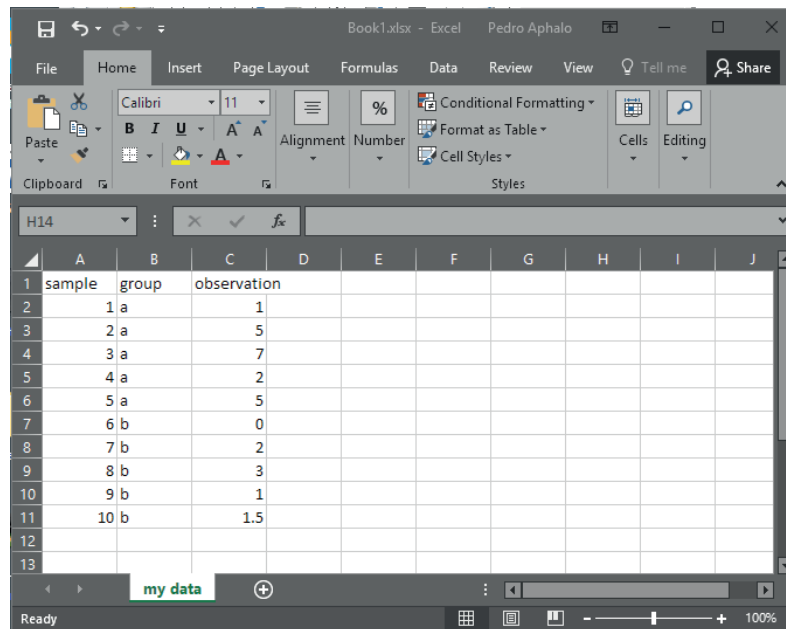 Book1.xlsx - Excel Pedro Aphalo
File Home Insert Page Layout Formulas Data Review View Tell me Share
Calibri 11 Conditional Formatting
Paste B I U A A Alignment % Number Format as Table Cells Editing
A Cell Styles
Clipboard Font Styles
H14 fx
A B C D E F G H I J
1 sample group observation
2 1 a 1
3 2 a 5
4 3 a 7
5 4 a 2
6 5 a 5
7 6 b 0
8 7 b 2
9 8 b 3
10 9 b 1
11 10 b 1.5
12
13
my data
Ready 100%